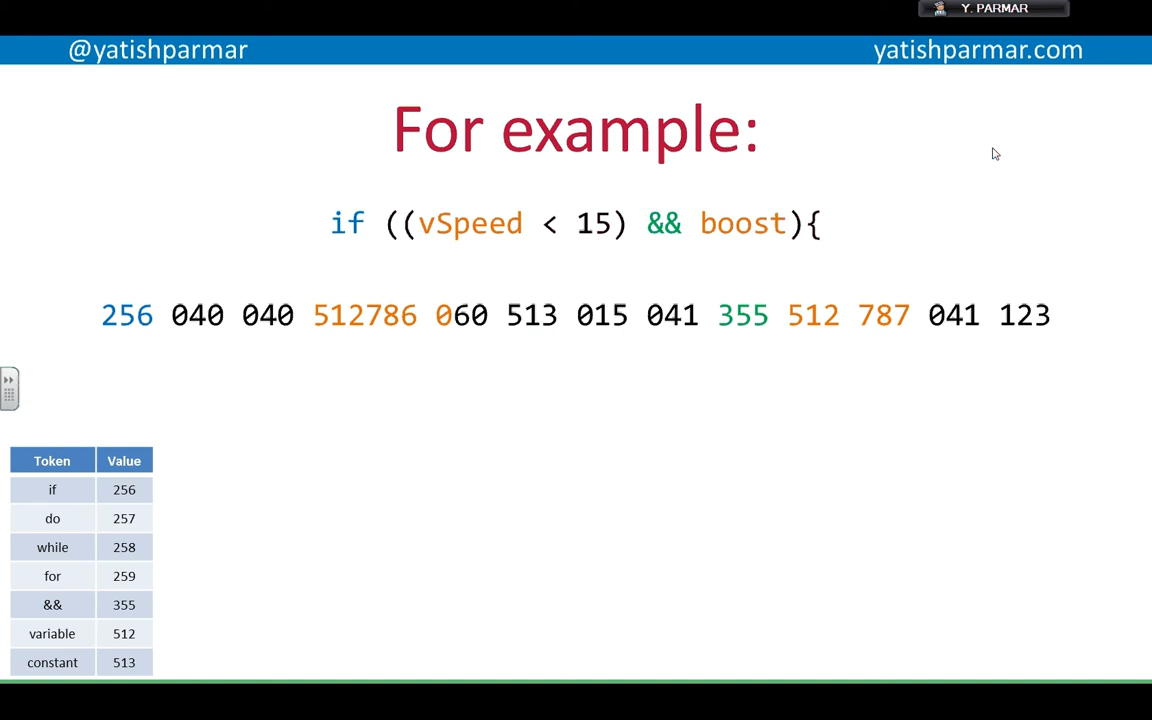 Y. PARMAR
@yatishparmar yatishparmar.com
For example:
if ((vSpeed < 15) && boost){
256 040 040 512786 060 513 015 041 355 512 787 041 123
Token Value
if 256
do 257
while 258
for 259
&& 355
variable 512
constant 513